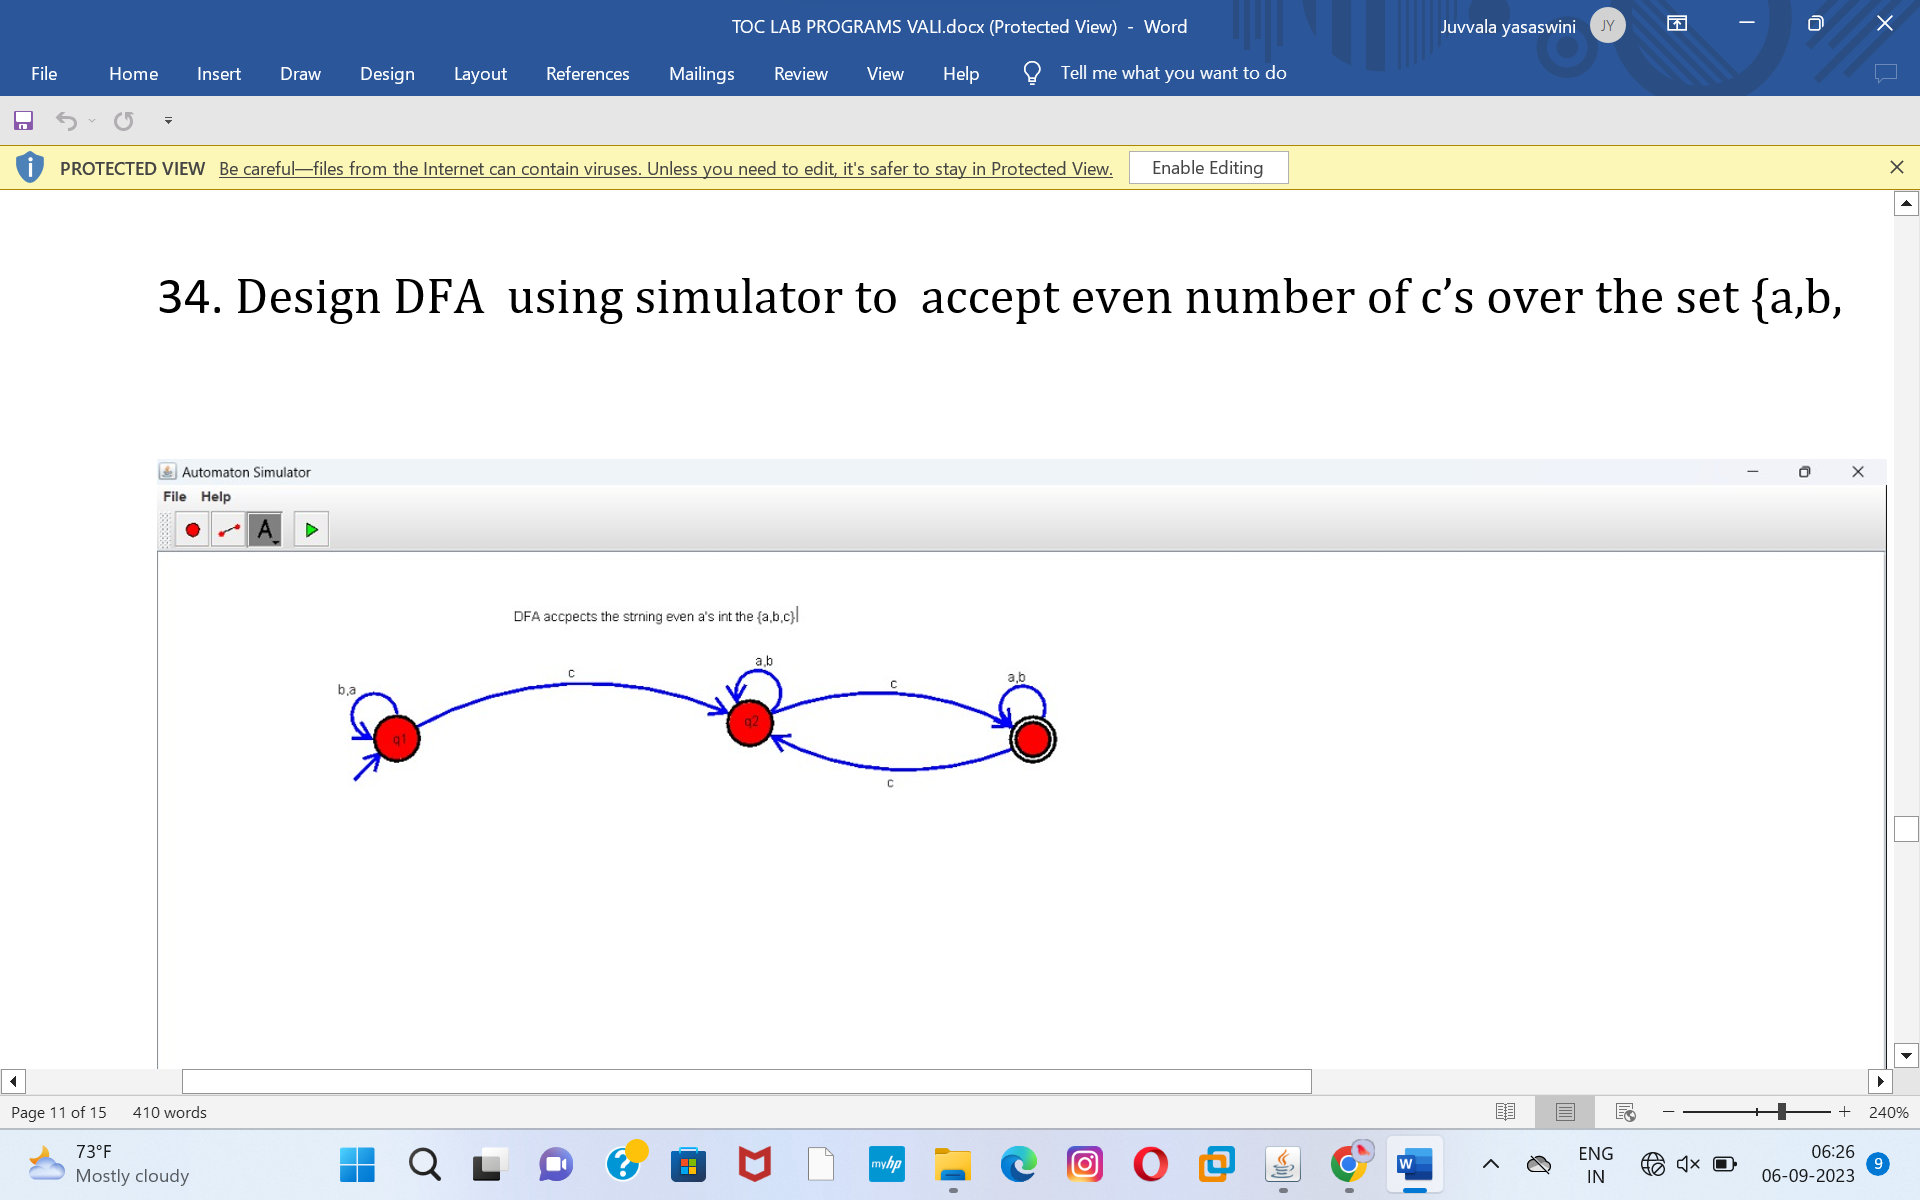 TOC LAB PROGRAMS VALI.docx (Protected View) - Word
Juvvala yasaswini
JY
File Home Insert Draw Design Layout References Mailings Review View Help Tell me what you want to do
PROTECTED VIEW Be careful—files from the Internet can contain viruses. Unless you need to edit, it's safer to stay in Protected View. Enable Editing
34. Design DFA using simulator to accept even number of c’s over the set {a,b,
Automaton Simulator
File Help
A
DFA accpects the strning even a's int the {a,b,c}
a,b
c
a,b
c
b,a
q2
q1
c
Page 11 of 15 410 words
240%
73°F
Mostly cloudy
myhp
W
ENG
IN
06:26
06-09-2023
9